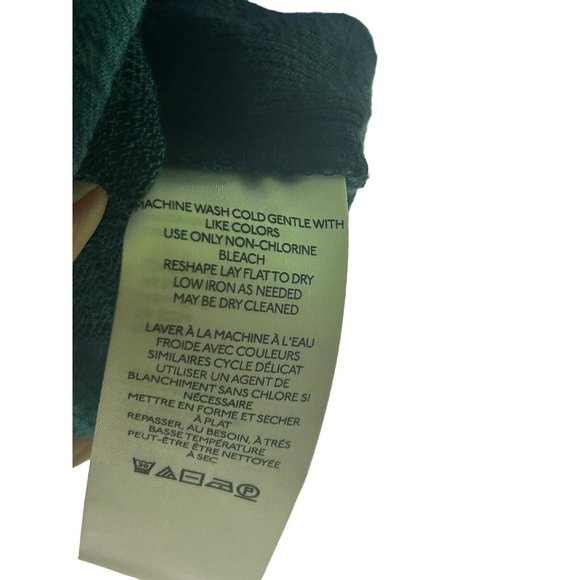 MACHINE WASH COLD GENTLE WITH
LIKE COLORS
USE ONLY NON-CHLORINE
BLEACH
RESHAPE LAY FLAT TO DRY
LOW IRON AS NEEDED
MAY BE DRY CLEANED
LAVER À LA MACHINE À L'EAU
FROIDE AVEC COULEURS
SIMILAIRES CYCLE DÉLICAT
UTILISER UN AGENT DE
BLANCHIMENT SANS CHLORE SI
NÉCESSAIRE
METTRE EN FORME ET SECHER
À PLAT
REPASSER, AU BESOIN, À TRÉS
BASSE TEMPÉRATURE
PEUT-ÊTRE ÊTRE NETTOYÉE
À SEC
30 P